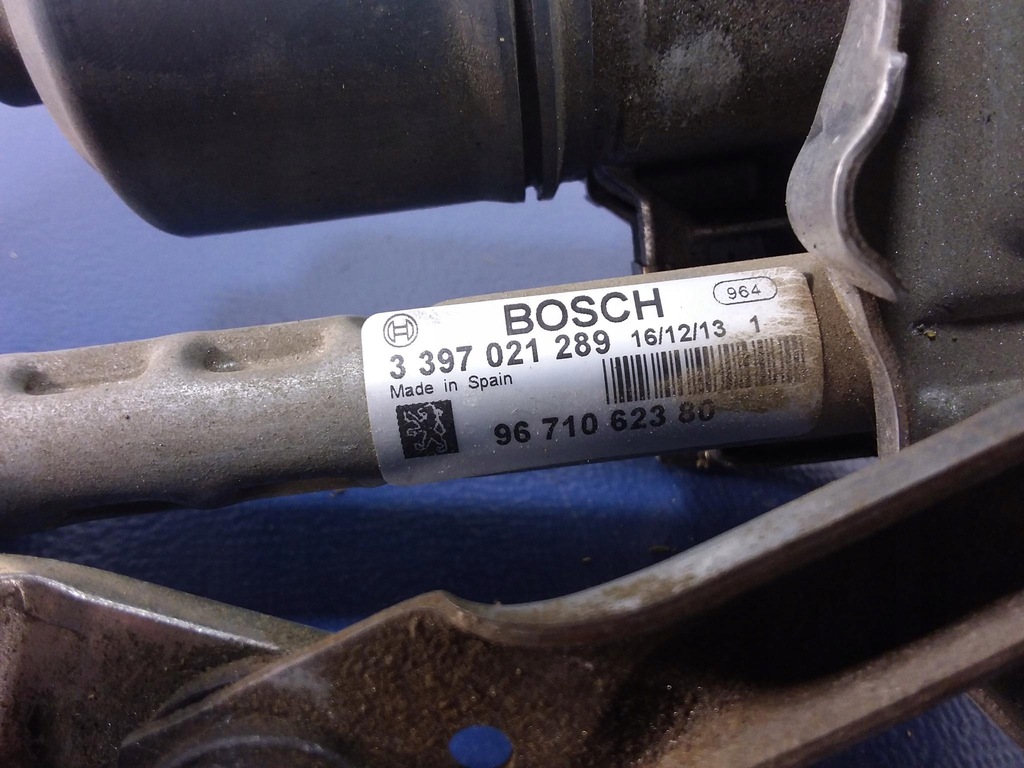 BOSCH 964
3 397 021 289 16/12/13 1
Made in Spain
96 710 623 80